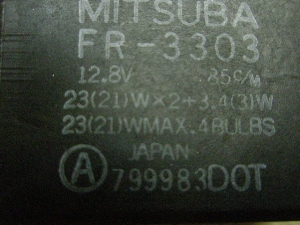 MITSUBA
FR-3303
12.8V 85C/M
23(21)W×2+3.4(3)W
23(21)WMAX.4BULBS
JAPAN
A 799983DOT